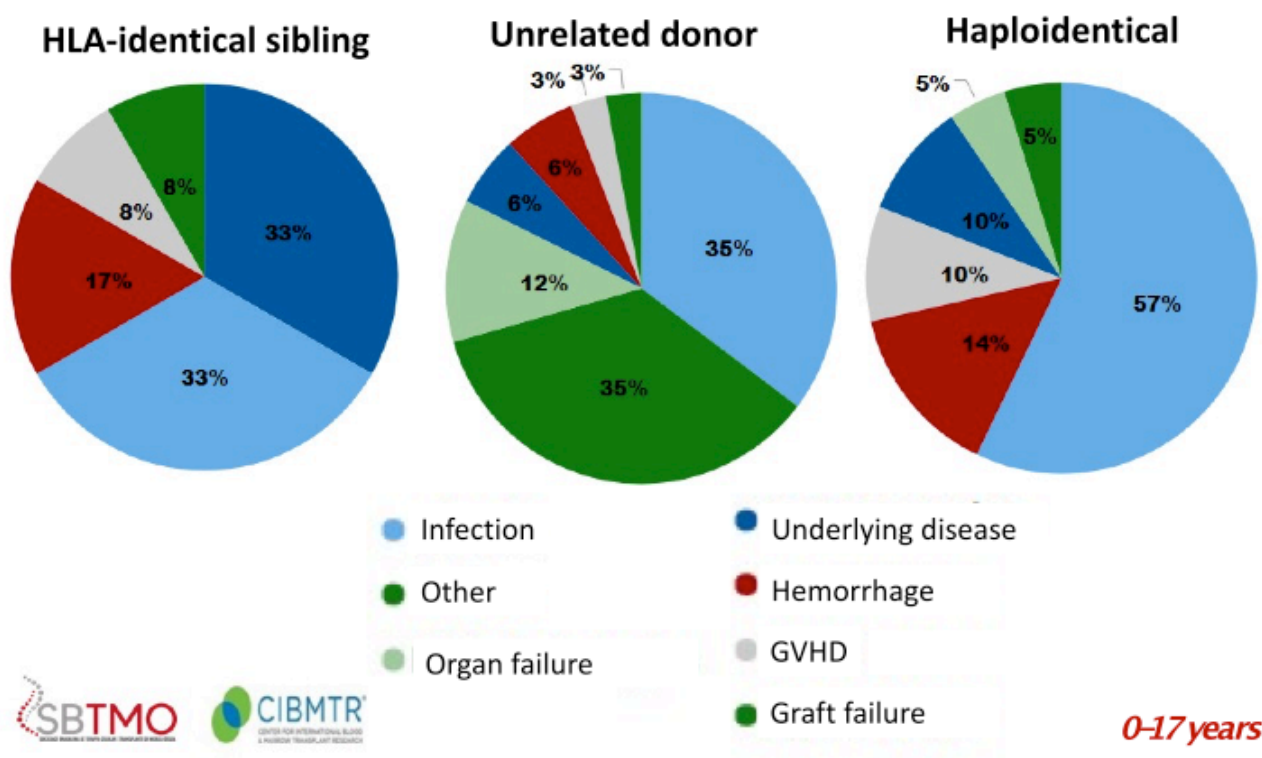 HLA-identical sibling
Unrelated donor
Haploidentical
8%
8%
33%
17%
33%
3% 3%
6%
6%
35%
12%
35%
5%
5%
10%
10%
57%
14%
Infection
Other
Organ failure
Underlying disease
Hemorrhage
GVHD
Graft failure
SBTMO
CIBMTR
CENTER FOR INTERNATIONAL BLOOD
& MARROW TRANSPLANT RESEARCH
0-17 years